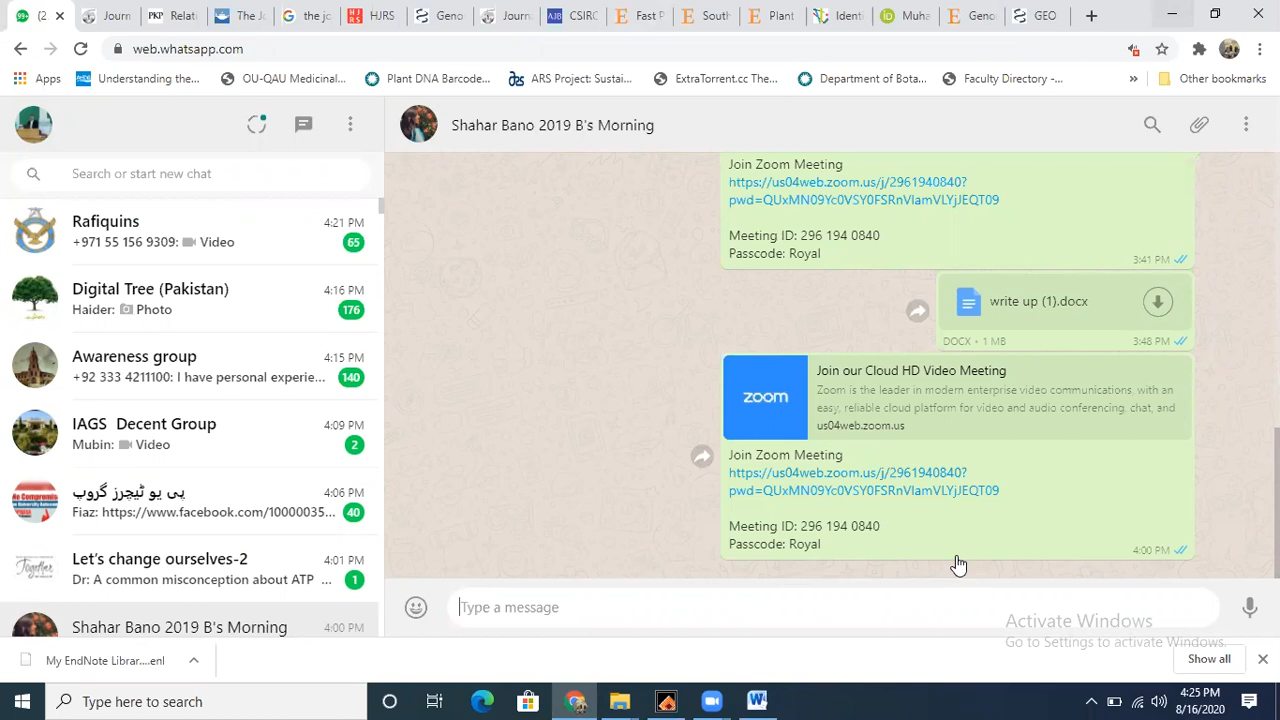 (2
Journ
PKP Relati
The Jo
the jc
HJRS HJRS
Geno
Journ
AJB CSIRC
Fast P
South
Plant
Identi
iD Muha
Geno
GEO
web.whatsapp.com
Apps Understanding the... OU-QAU Medicinal... Plant DNA Barcode... ARS Project: Sustai... ExtraTorrent.cc The... Department of Bota... Faculty Directory -... » Other bookmarks
Shahar Bano 2019 B's Morning
Search or start new chat
Rafiquins 4:21 PM
+971 55 156 9309: Video 65
Digital Tree (Pakistan) 4:16 PM
Haider: Photo 176
Awareness group 4:15 PM
+92 333 4211100: I have personal experie... 140
IAGS Decent Group 4:09 PM
Mubin: Video 2
پی یو ٹیچرز گروپ 4:06 PM
Fiaz: https://www.facebook.com/10000035... 40
Let's change ourselves-2 4:01 PM
Dr: A common misconception about ATP ... 1
Shahar Bano 2019 B's Morning 4:00 PM
Join Zoom Meeting
https://us04web.zoom.us/j/2961940840?
pwd=QUxMN09Yc0VSY0FSRnVIamVLYjJEQT09
Meeting ID: 296 194 0840
Passcode: Royal
3:41 PM
write up (1).docx
DOCX • 1 MB 3:48 PM
zoom
Join our Cloud HD Video Meeting
Zoom is the leader in modern enterprise video communications, with an
easy, reliable cloud platform for video and audio conferencing, chat, and
us04web.zoom.us
Join Zoom Meeting
https://us04web.zoom.us/j/2961940840?
pwd=QUxMN09Yc0VSY0FSRnVIamVLYjJEQT09
Meeting ID: 296 194 0840
Passcode: Royal
4:00 PM
Type a message
Activate Windows
Go to Settings to activate Windows.
My EndNote Librar....enl
Show all
Type here to search
4:25 PM
8/16/2020